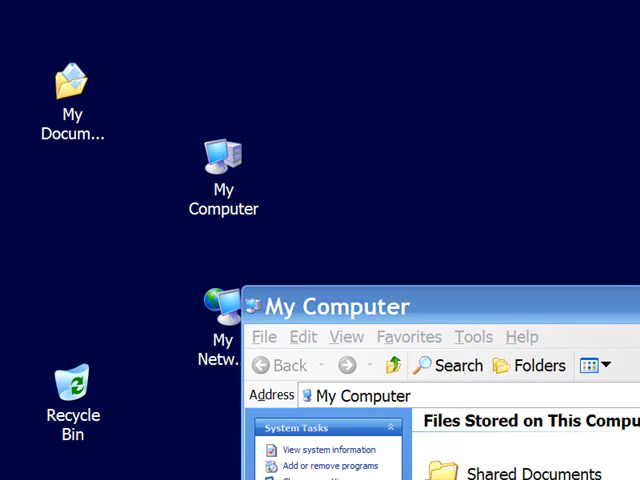 My
Docum...
My
Computer
My
Netw..
Recycle
Bin
My Computer
File Edit View Favorites Tools Help
Back Search Folders
Address My Computer
System Tasks
View system information
Add or remove programs
Files Stored on This Compu
Shared Documents